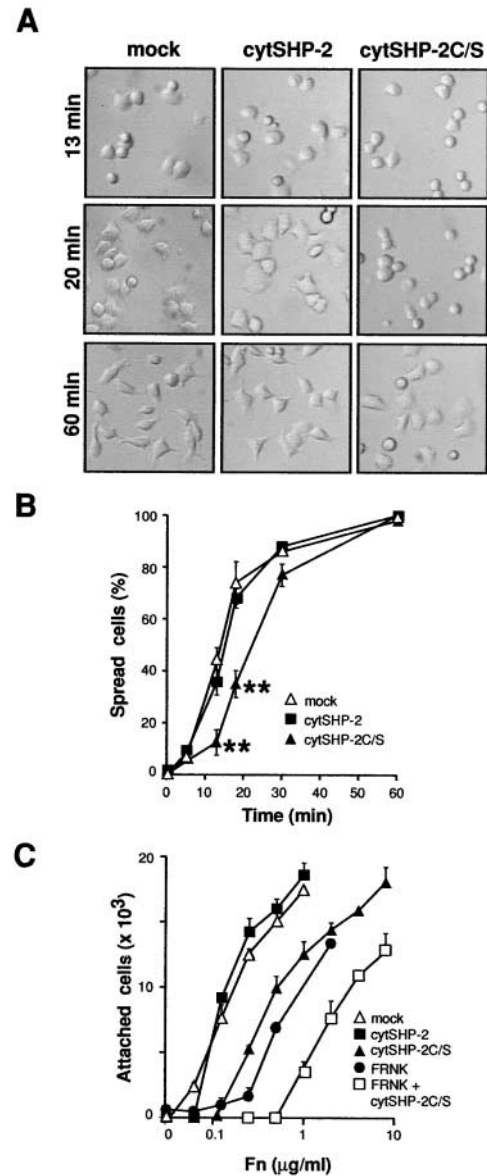 A
mock cytSHP-2 cytSHP-2C/S
13 min
20 min
60 min
B
Spread cells (%)
100
80
60
40
20
0
**
**
mock
cytSHP-2
cytSHP-2C/S
0 10 20 30 40 50 60
Time (min)
C
Attached cells (x 10³)
20
10
0
mock
cytSHP-2
cytSHP-2C/S
FRNK
FRNK +
cytSHP-2C/S
0 0.1 1 10
Fn (μg/ml)